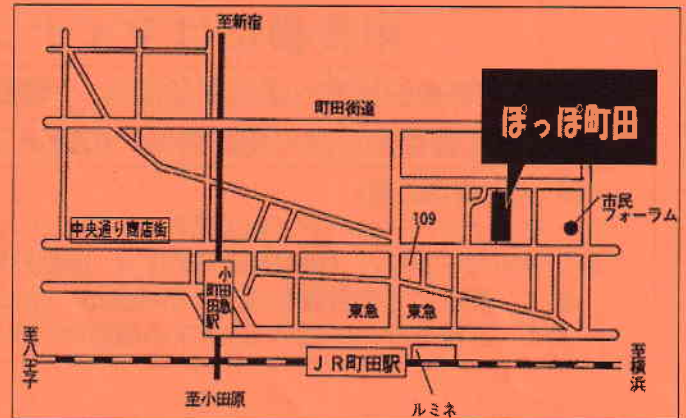 至新宿
町田街道
ぽっぽ町田
市民
フォーラム
109
中央通り商店街
小田急
町田駅
東急
東急
至八王子
JR町田駅
至横浜
至小田原
ルミネ